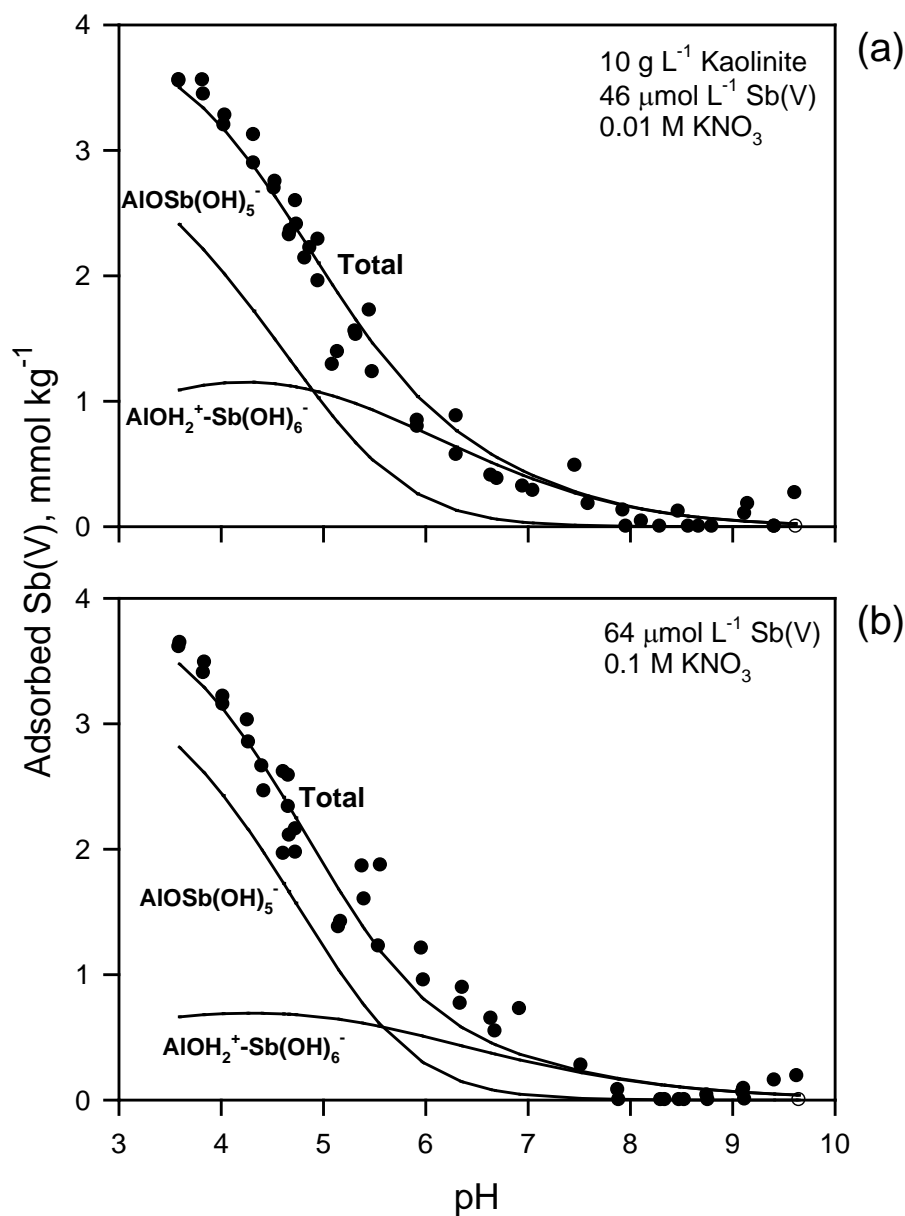 (a)
10 g L⁻¹ Kaolinite
46 μmol L⁻¹ Sb(V)
0.01 M KNO₃
4
3
2
1
0
AlOSb(OH)₅⁻
Total
AlOH₂⁺-Sb(OH)₆⁻
Adsorbed Sb(V), mmol kg⁻¹
(b)
64 μmol L⁻¹ Sb(V)
0.1 M KNO₃
4
3
2
1
0
Total
AlOSb(OH)₅⁻
AlOH₂⁺-Sb(OH)₆⁻
3 4 5 6 7 8 9 10
pH